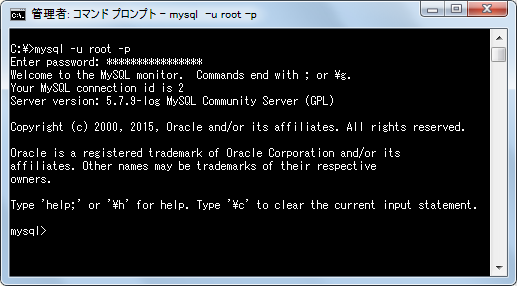 管理者: コマンド プロンプト - mysql -u root -p
C:¥>mysql -u root -p
Enter password: ****************
Welcome to the MySQL monitor.  Commands end with ; or ¥g.
Your MySQL connection id is 2
Server version: 5.7.9-log MySQL Community Server (GPL)
Copyright (c) 2000, 2015, Oracle and/or its affiliates. All rights reserved.
Oracle is a registered trademark of Oracle Corporation and/or its
affiliates. Other names may be trademarks of their respective
owners.
Type 'help;' or '¥h' for help. Type '¥c' to clear the current input statement.
mysql>